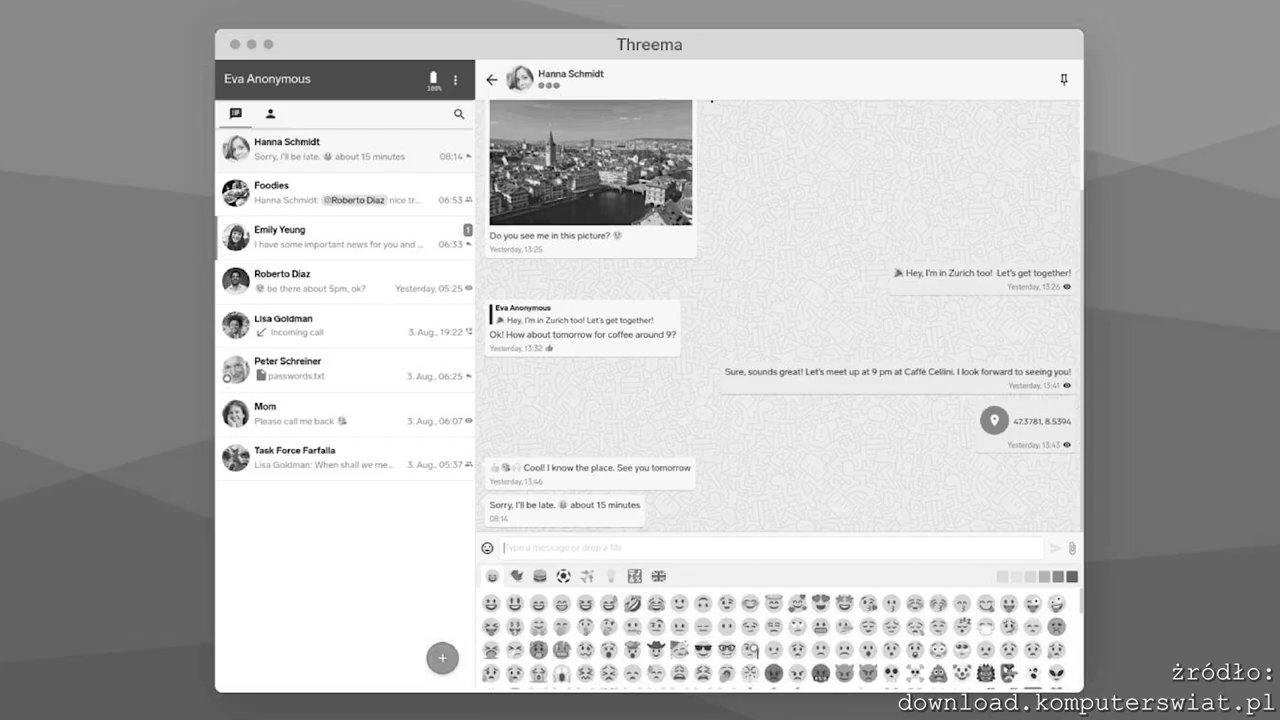 Threema
Eva Anonymous
100%
Hanna Schmidt
Sorry, I'll be late. 😀 about 15 minutes
08:14
Foodies
Hanna Schmidt: @Roberto Diaz nice tr...
06:53
Emily Yeung
1
I have some important news for you and ...
06:33
Roberto Diaz
be there about 5pm, ok?
Yesterday, 05:25
Lisa Goldman
Incoming call
3. Aug., 19:22
Peter Schreiner
passwords.txt
3. Aug., 06:25
Mom
Please call me back
3. Aug., 06:07
Task Force Farfalla
Lisa Goldman: When shall we me...
3. Aug., 05:37
Hanna Schmidt
Do you see me in this picture?
Yesterday, 13:25
Hey, I'm in Zurich too! Let's get together!
Yesterday, 13:26
Eva Anonymous
Hey, I'm in Zurich too! Let's get together!
Ok! How about tomorrow for coffee around 9?
Yesterday, 13:32
Sure, sounds great! Let's meet up at 9 pm at Caffè Cellini. I look forward to seeing you!
Yesterday, 13:41
47.3781, 8.5394
Yesterday, 13:43
Cool! I know the place. See you tomorrow
Yesterday, 13:46
Sorry, I'll be late. about 15 minutes
08:14
Type a message or drop a file
źródło:
download.komputerswiat.pl